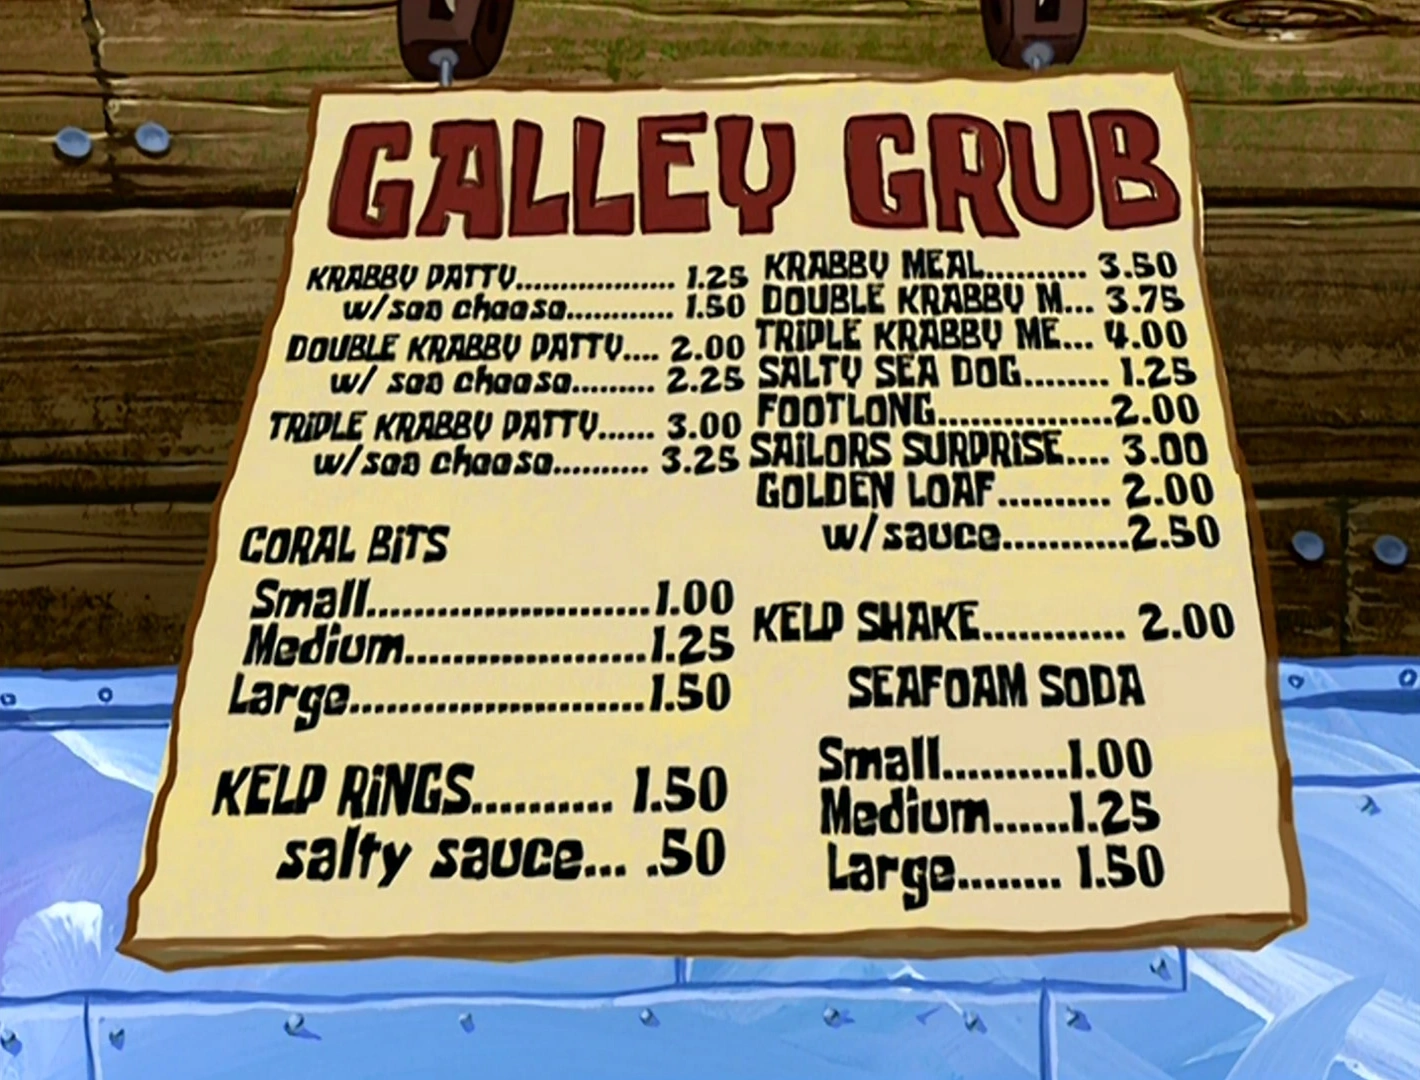 GALLEY GRUB
KRABBY PATTY.................. 1.25
w/sea cheese............ 1.50
DOUBLE KRABBY PATTY.... 2.00
w/ sea cheese......... 2.25
TRIPLE KRABBY PATTY...... 3.00
w/sea cheese.......... 3.25
CORAL BiTS
Small........................1.00
Medium.....................1.25
Large.........................1.50
KELP RiNGS.......... 1.50
salty sauce... .50
KRABBY MEAL.......... 3.50
DOUBLE KRABBY M... 3.75
TRIPLE KRABBY ME... 4.00
SALTY SEA DOG........ 1.25
FOOTLONG.................2.00
SAILORS SURPRISE.... 3.00
GOLDEN LOAF.......... 2.00
w/sauce............2.50
KELP SHAKE............. 2.00
SEAFOAM SODA
Small...........1.00
Medium.......1.25
Large......... 1.50